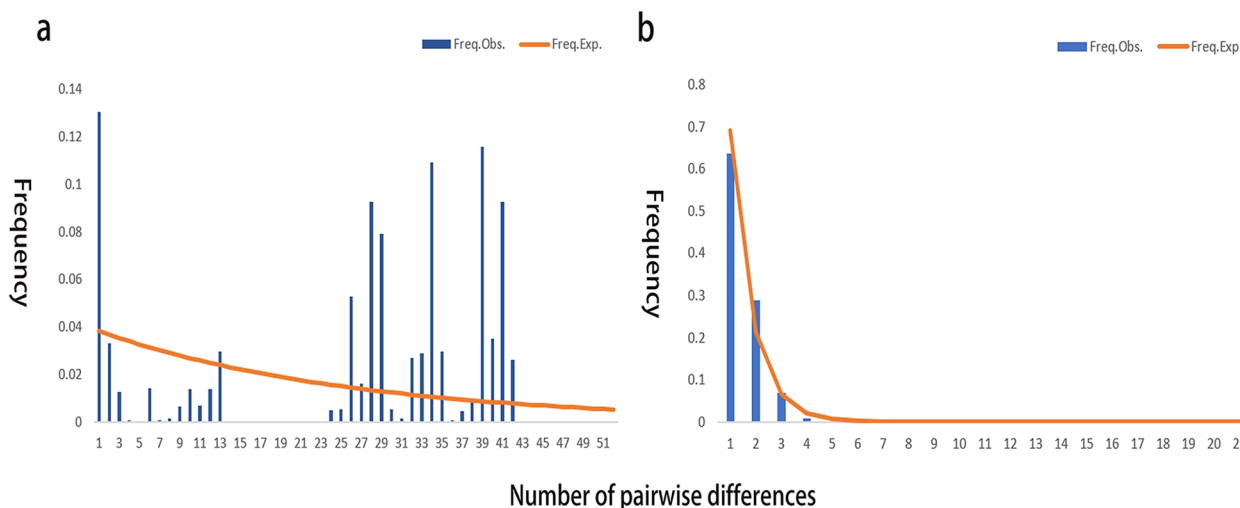 a
Freq.Obs.
Freq.Exp.
0.14
0.12
0.1
0.08
0.06
0.04
0.02
0
Frequency
1 3 5 7 9 11 13 15 17 19 21 23 25 27 29 31 33 35 37 39 41 43 45 47 49 51
b
Freq.Obs.
Freq.Exp
0.8
0.7
0.6
0.5
0.4
0.3
0.2
0.1
0
Frequency
1 2 3 4 5 6 7 8 9 10 11 12 13 14 15 16 17 18 19 20 2
Number of pairwise differences